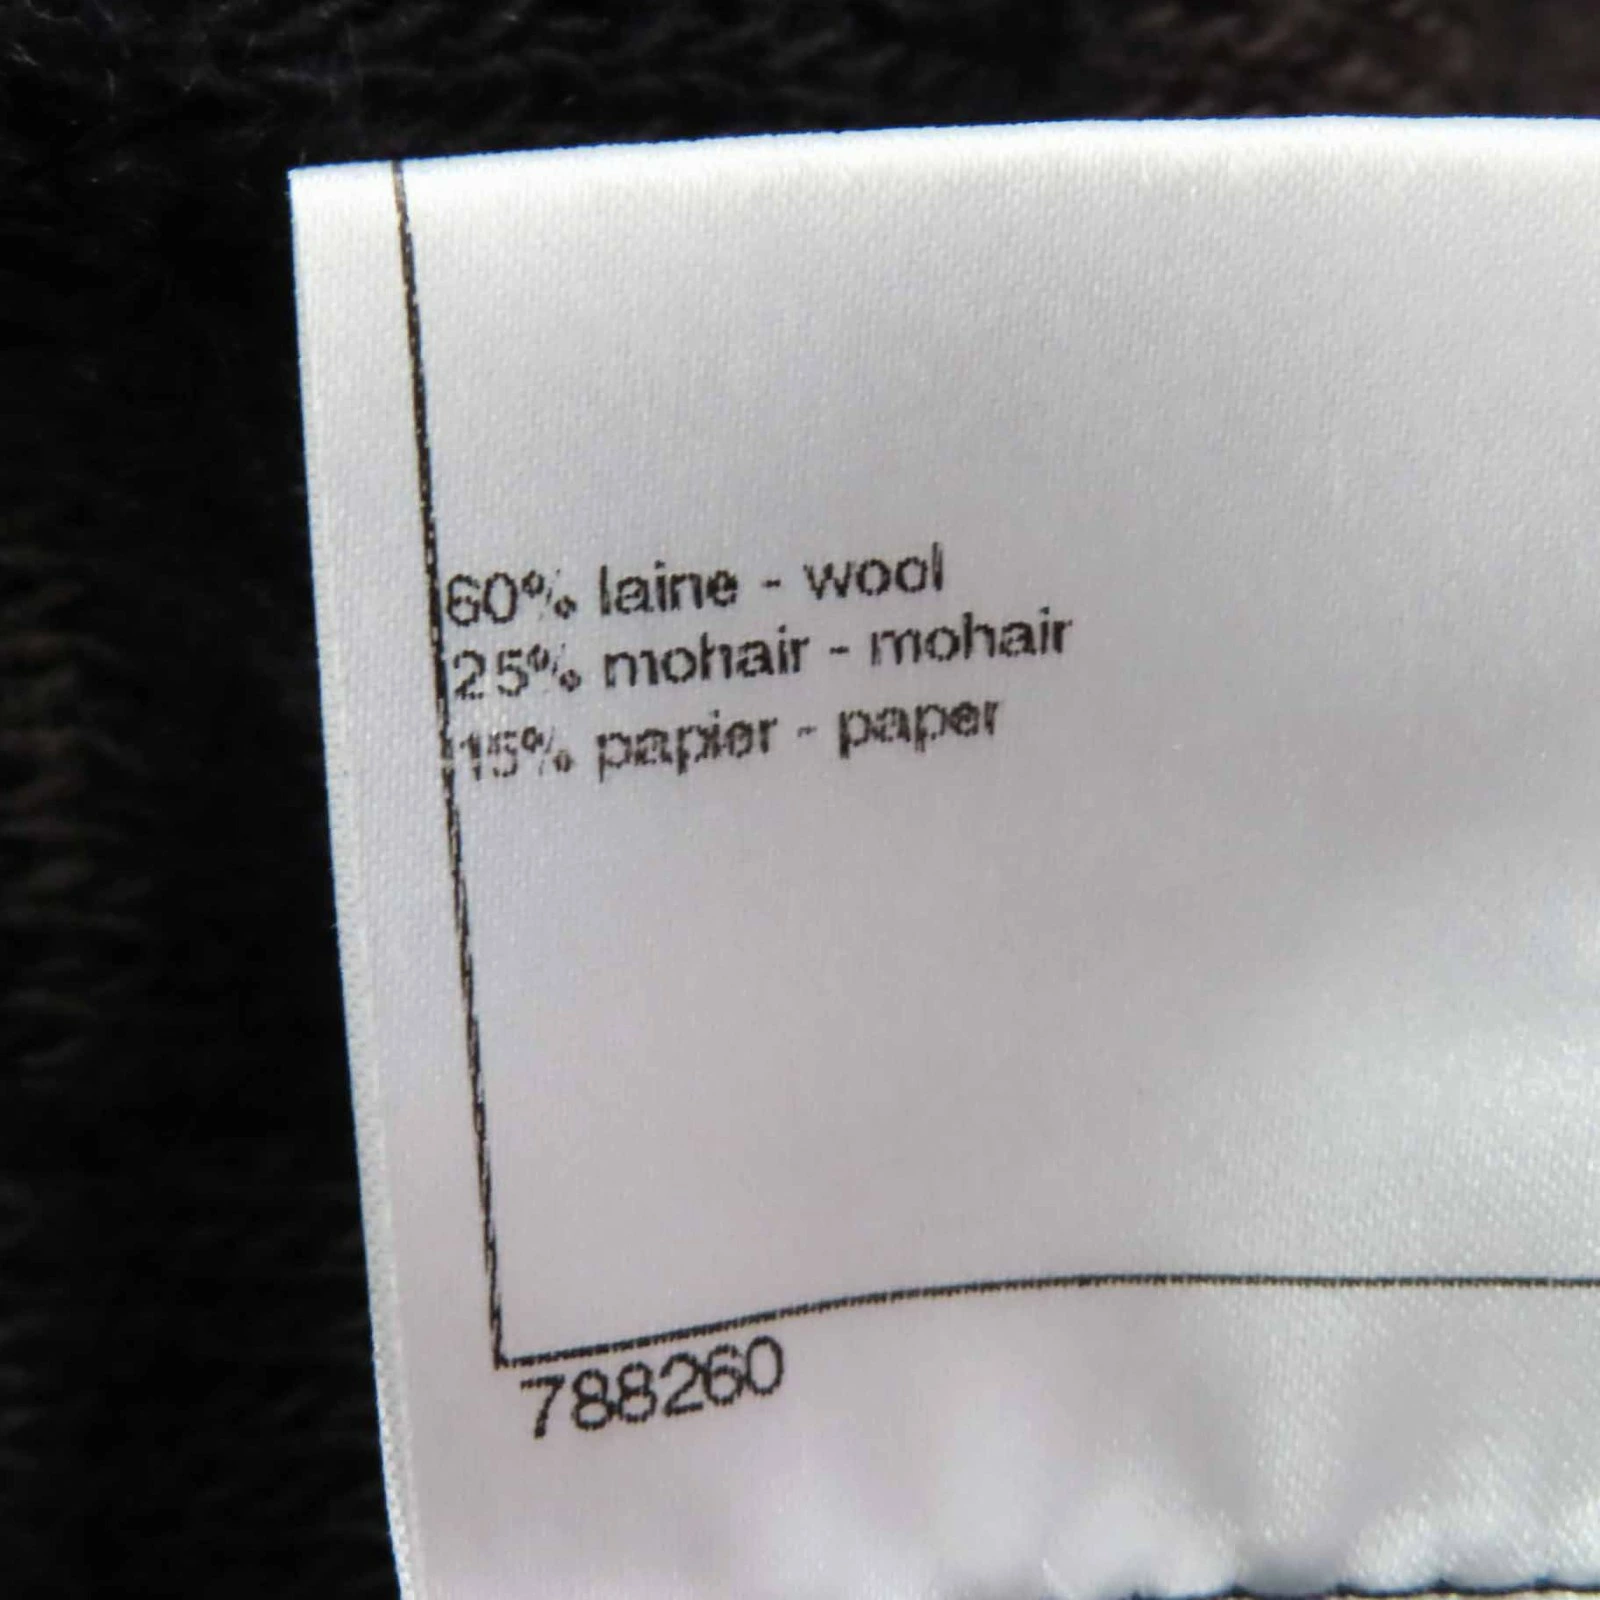 60% laine - wool
25% mohair - mohair
15% papier - paper
788260